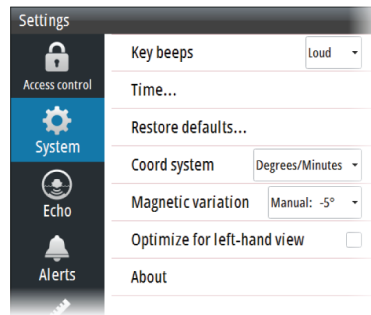 Settings
Access control
System
Echo
Alerts
Key beeps Loud
Time...
Restore defaults...
Coord system Degrees/Minutes
Magnetic variation Manual: -5°
Optimize for left-hand view
About